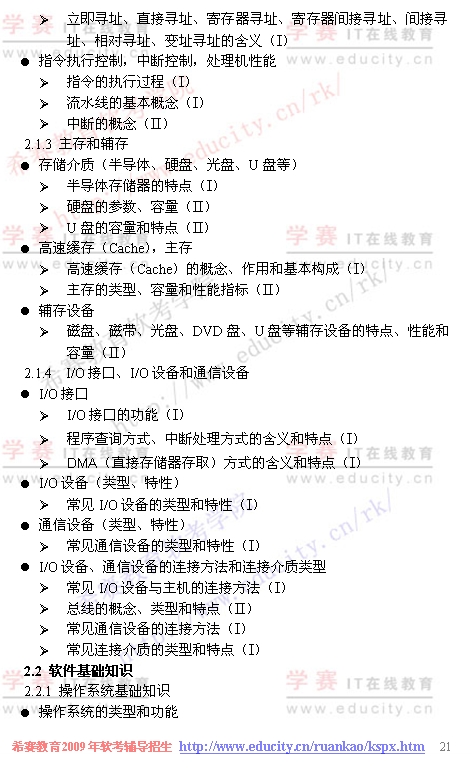 ➢ 立即寻址、直接寻址、寄存器寻址、寄存器间接寻址、间接寻
址、相对寻址、变址寻址的含义（Ⅰ）
● 指令执行控制，中断控制，处理机性能
➢ 指令的执行过程（Ⅰ）
➢ 流水线的基本概念（Ⅰ）
➢ 中断的概念（Ⅱ）
2.1.3 主存和辅存
● 存储介质（半导体、硬盘、光盘、U 盘等）
➢ 半导体存储器的特点（Ⅰ）
➢ 硬盘的参数、容量（Ⅱ）
➢ U 盘的容量和特点（Ⅱ）
● 高速缓存（Cache），主存
➢ 高速缓存（Cache）的概念、作用和基本构成（Ⅰ）
➢ 主存的类型、容量和性能指标（Ⅱ）
● 辅存设备
➢ 磁盘、磁带、光盘、DVD 盘、U 盘等辅存设备的特点、性能和
容量（Ⅱ）
2.1.4 I/O 接口、I/O 设备和通信设备
● I/O 接口
➢ I/O 接口的功能（Ⅰ）
➢ 程序查询方式、中断处理方式的含义和特点（Ⅰ）
➢ DMA（直接存储器存取）方式的含义和特点（Ⅰ）
● I/O 设备（类型、特性）
➢ 常见 I/O 设备的类型和特性（Ⅰ）
● 通信设备（类型、特性）
➢ 常见通信设备的类型和特性（Ⅰ）
● I/O 设备、通信设备的连接方法和连接介质类型
➢ 常见 I/O 设备与主机的连接方法（Ⅰ）
➢ 总线的概念、类型和特点（Ⅱ）
➢ 常见通信设备的连接方法（Ⅰ）
➢ 常见连接介质的类型和特点（Ⅰ）
2.2 软件基础知识
2.2.1 操作系统基础知识
● 操作系统的类型和功能
希赛教育2009 年软考辅导招生 http://www.educity.cn/ruankao/kspx.htm 21